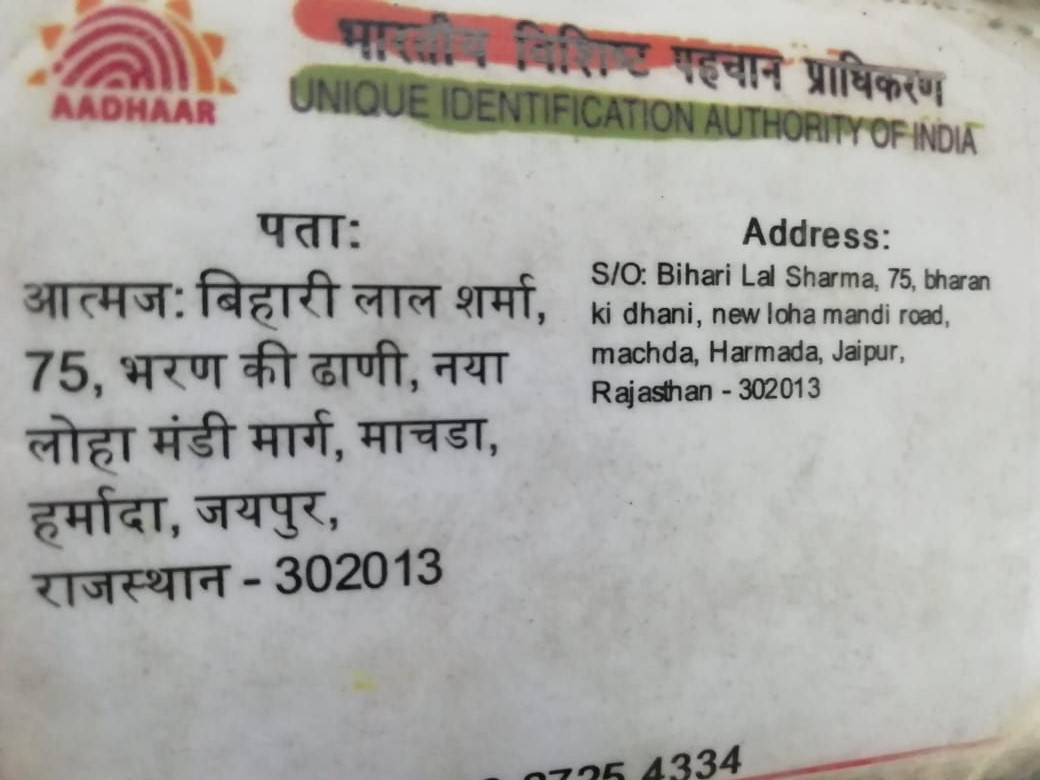 भारतीय विशिष्ट पहचान प्राधिकरण
AADHAAR
UNIQUE IDENTIFICATION AUTHORITY OF INDIA
पता:
आत्मज: बिहारी लाल शर्मा,
75, भरण की ढाणी, नया
लोहा मंडी मार्ग, माचडा,
हर्मादा, जयपुर,
राजस्थान - 302013
Address:
S/O: Bihari Lal Sharma, 75, bharan
ki dhani, new loha mandi road,
machda, Harmada, Jaipur,
Rajasthan - 302013
4334